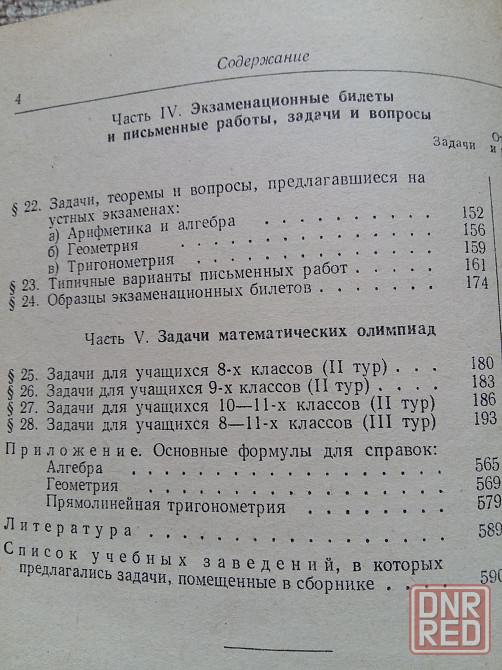 Содержание
4
Часть IV. Экзаменационные билеты
и письменные работы, задачи и вопросы
Задачи
и
§ 22. Задачи, теоремы и вопросы, предлагавшиеся на
устных экзаменах:
а) Арифметика и алгебра . . . . . . . . . . 152
б) Геометрия . . . . . . . . . . . . . 156
в) Тригонометрия . . . . . . . . . . . . 159
§ 23. Типичные варианты письменных работ . . . . 161
§ 24. Образцы экзаменационных билетов . . . . . . 174
Часть V. Задачи математических олимпиад
§ 25. Задачи для учащихся 8-х классов (II тур) . . . 180
§ 26. Задачи для учащихся 9-х классов (II тур) . . . 183
§ 27. Задачи для учащихся 10—11-х классов (II тур) 186
§ 28. Задачи для учащихся 8—11-х классов (III тур) 193
Приложение. Основные формулы для справок:
Алгебра . . . . . . . . . . . . . . . 565
Геометрия . . . . . . . . . . . . . . 569
Прямолинейная тригонометрия . . . . . . . . 579
Литература . . . . . . . . . . . . . . . 589
Список учебных заведений, в которых
предлагались задачи, помещенные в сборнике . . . . 590
DNR
RED